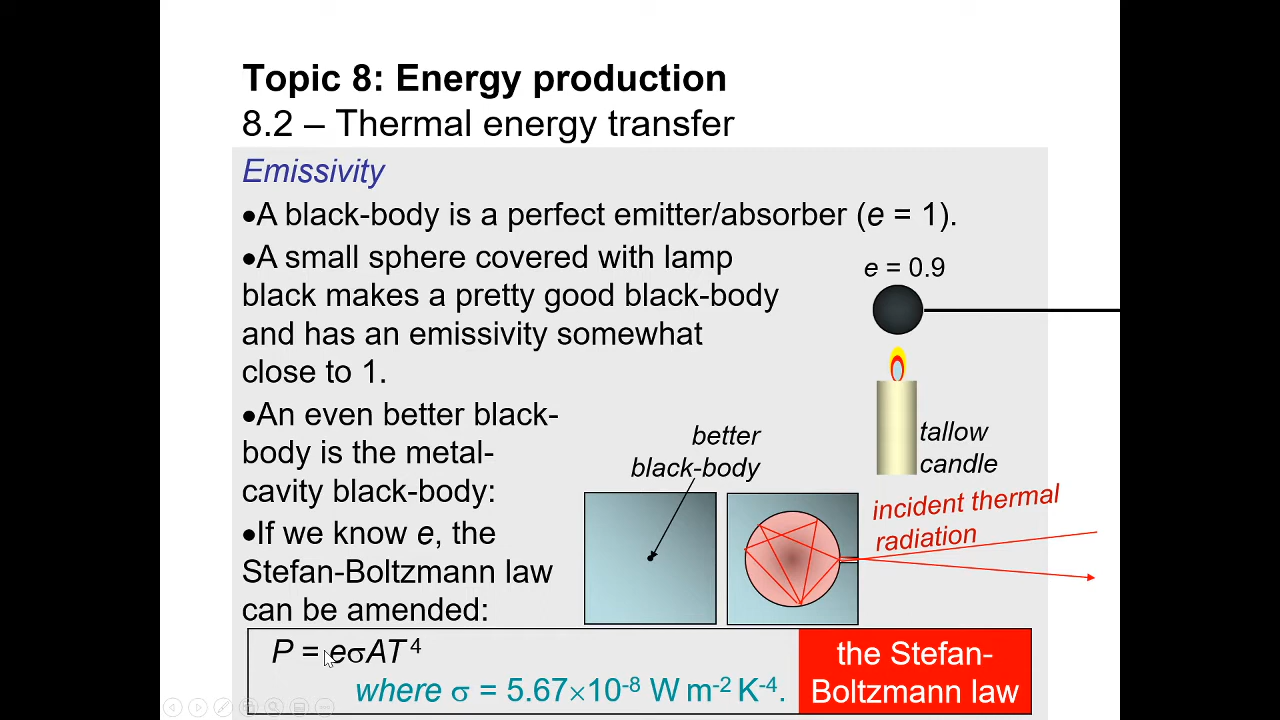 Topic 8: Energy production
8.2 – Thermal energy transfer
Emissivity
•A black-body is a perfect emitter/absorber (e = 1).
•A small sphere covered with lamp
black makes a pretty good black-body
and has an emissivity somewhat
close to 1.
e = 0.9
•An even better black-
body is the metal-
cavity black-body:
better
black-body
tallow
candle
incident thermal
radiation
•If we know e, the
Stefan-Boltzmann law
can be amended:
P = eσAT⁴
where σ = 5.67×10⁻⁸ W m⁻² K⁻⁴.
the Stefan-
Boltzmann law